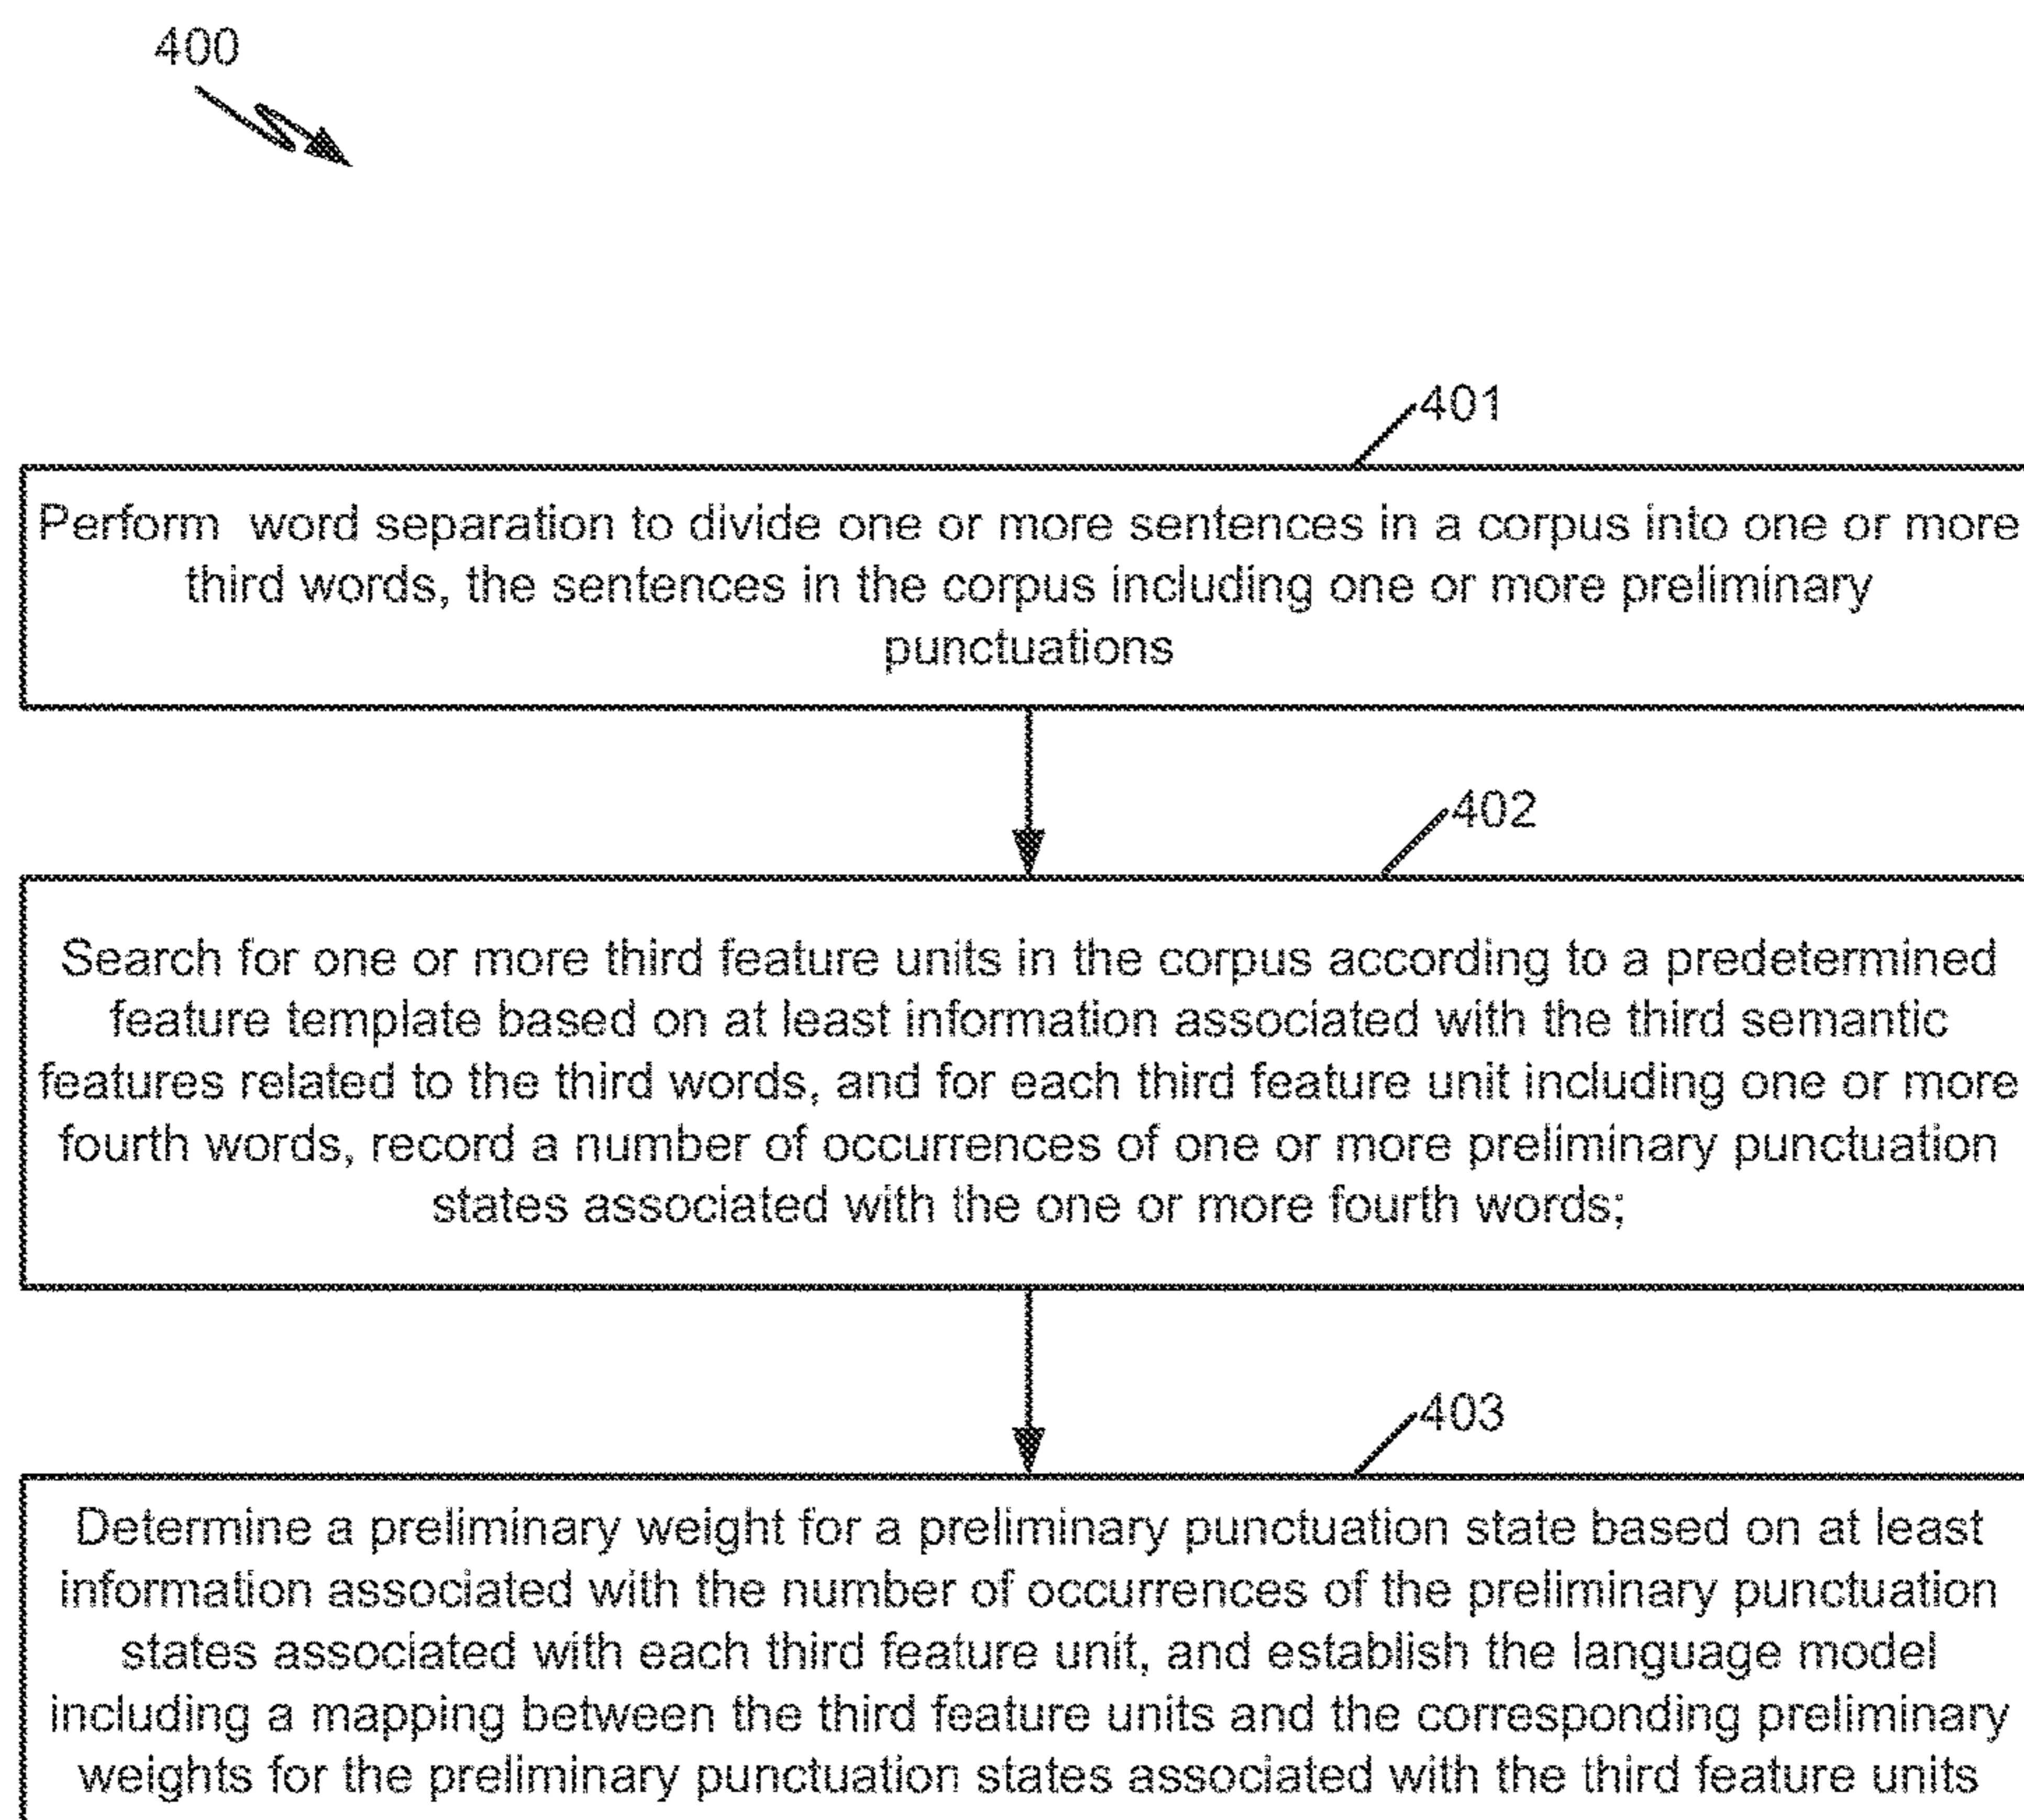 400
401
Perform word separation to divide one or more sentences in a corpus into one or more
third words, the sentences in the corpus including one or more preliminary
punctuations
402
Search for one or more third feature units in the corpus according to a predetermined
feature template based on at least information associated with the third semantic
features related to the third words, and for each third feature unit including one or more
fourth words, record a number of occurrences of one or more preliminary punctuation
states associated with the one or more fourth words;
403
Determine a preliminary weight for a preliminary punctuation state based on at least
information associated with the number of occurrences of the preliminary punctuation
states associated with each third feature unit, and establish the language model
including a mapping between the third feature units and the corresponding preliminary
weights for the preliminary punctuation states associated with the third feature units